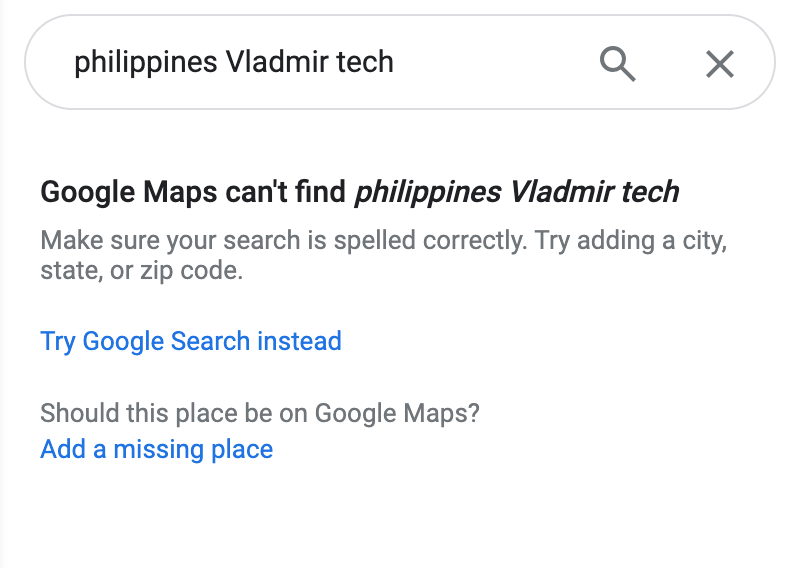 philippines Vladmir tech
Google Maps can't find philippines Vladmir tech
Make sure your search is spelled correctly. Try adding a city,
state, or zip code.
Try Google Search instead
Should this place be on Google Maps?
Add a missing place